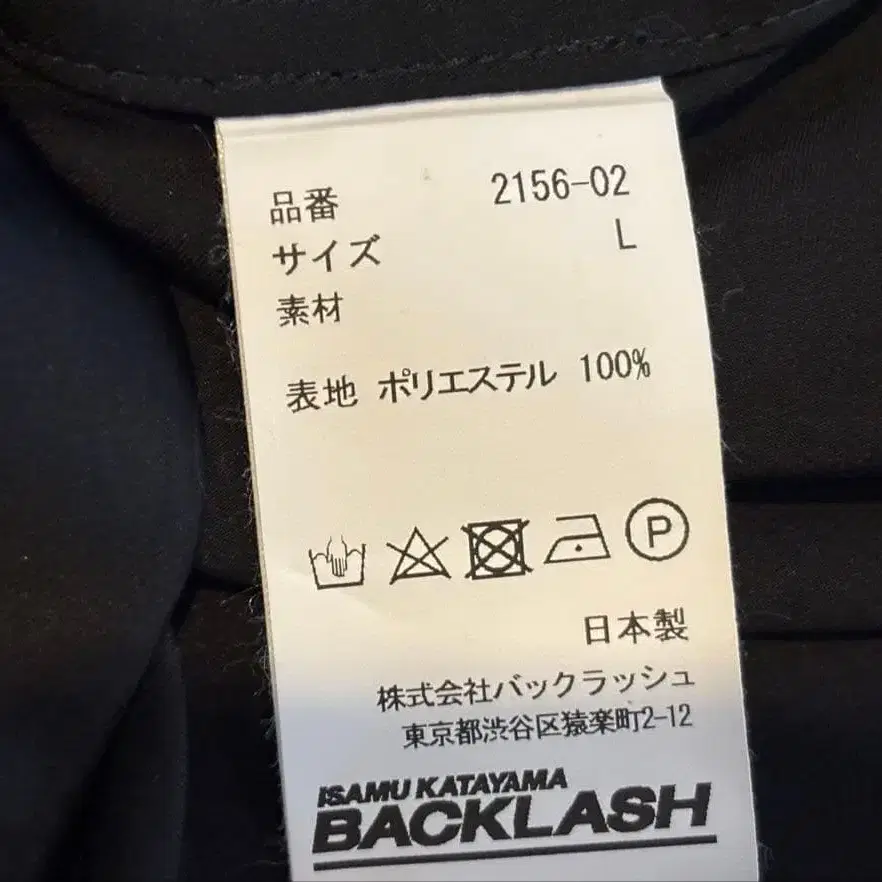 品番 2156-02
サイズ L
素材
表地 ポリエステル 100%
P
日本製
株式会社バックラッシュ
東京都渋谷区猿楽町2-12
ISAMU KATAYAMA
BACKLASH